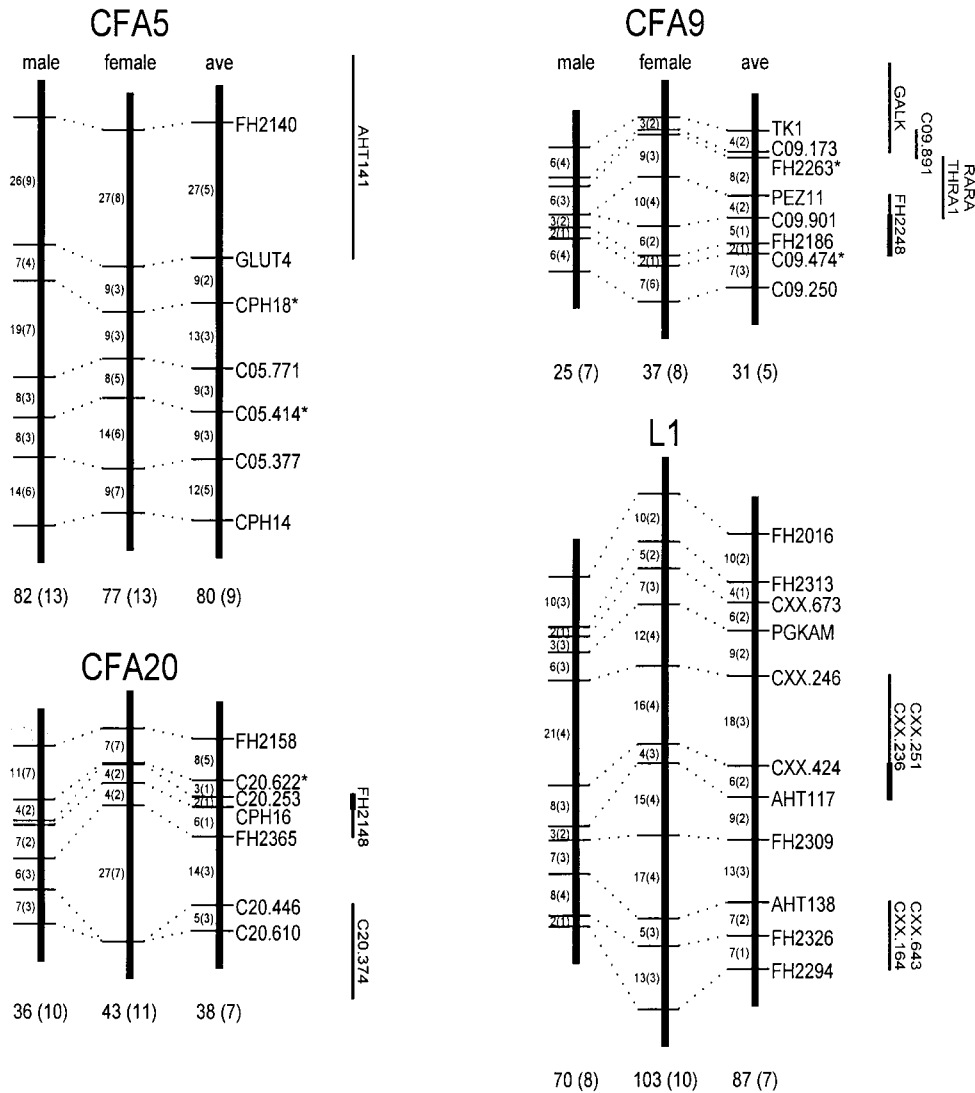 CFA5
male female ave
AHT141
FH2140
26(9) 27(8) 27(5)
GLUT4
7(4) 9(3) 9(2)
CPH18*
19(7) 9(3) 13(3)
C05.771
8(3) 8(5) 9(3)
C05.414*
8(3) 14(6) 9(3)
C05.377
14(6) 9(7) 12(5)
CPH14
82 (13) 77 (13) 80 (9)
CFA9
male female ave
GALK
C09.891
RARA
THRA1
FH2248
TK1
C09.173
FH2263*
PEZ11
C09.901
FH2186
C09.474*
C09.250
6(4)
6(3)
3(2)
2(1)
6(4)
3(2)
9(3)
10(4)
6(2)
2(1)
7(6)
4(2)
8(2)
4(2)
5(1)
2(1)
7(3)
25 (7) 37 (8) 31 (5)
CFA20
FH2158
C20.622*
C20.253
CPH16
FH2365
C20.446
C20.610
FH2148
C20.374
11(7)
4(2)
7(2)
6(3)
7(3)
7(7)
4(2)
4(2)
27(7)
8(5)
3(1)
2(1)
6(1)
14(3)
5(3)
36 (10) 43 (11) 38 (7)
L1
FH2016
FH2313
CXX.673
PGKAM
CXX.246
CXX.424
AHT117
FH2309
AHT138
FH2326
FH2294
CXX.251
CXX.236
CXX.643
CXX.164
10(3)
2(1)
3(3)
6(3)
21(4)
8(3)
3(2)
7(3)
8(4)
2(1)
10(2)
5(2)
7(3)
12(4)
16(4)
4(3)
15(4)
17(4)
5(3)
13(3)
10(2)
4(1)
6(2)
9(2)
18(3)
6(2)
9(2)
13(3)
7(2)
7(1)
70 (8) 103 (10) 87 (7)